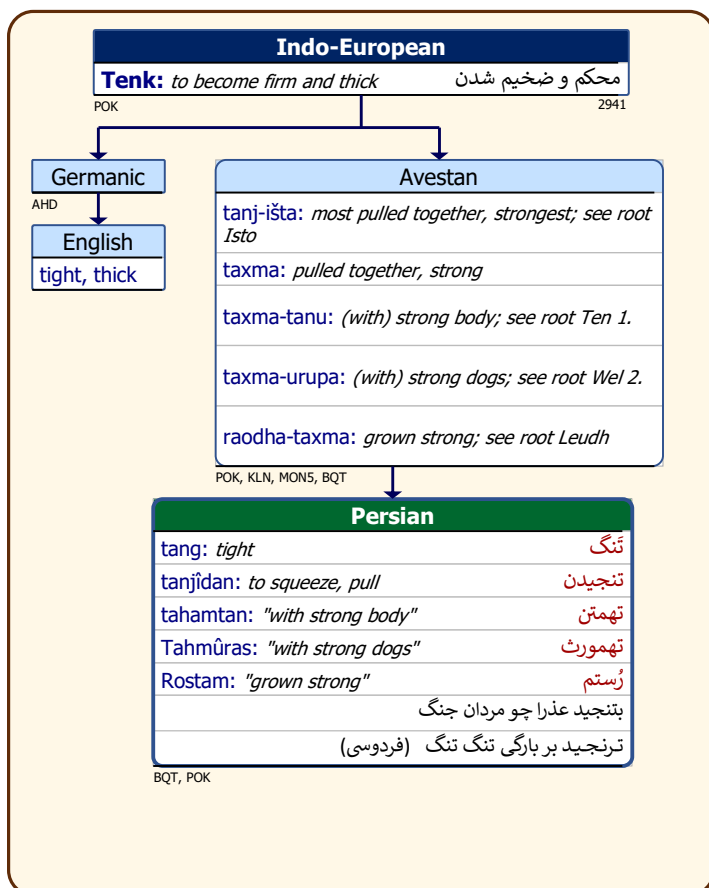 Indo-European
Tenk: to become firm and thick محکم و ضخیم شدن
POK 2941
Germanic
AHD
English
tight, thick
Avestan
tanj-išta: most pulled together, strongest; see root
Isto
taxma: pulled together, strong
taxma-tanu: (with) strong body; see root Ten 1.
taxma-urupa: (with) strong dogs; see root Wel 2.
raodha-taxma: grown strong; see root Leudh
POK, KLN, MON5, BQT
Persian
tang: tight تَنگ
tanjîdan: to squeeze, pull تنجیدن
tahamtan: "with strong body" تهمتن
Tahmûras: "with strong dogs" تهمورث
Rostam: "grown strong" رُستم
بتنجید عذرا چو مردان جنگ
ترنجید بر بارگی تنگ تنگ (فردوسی)
BQT, POK